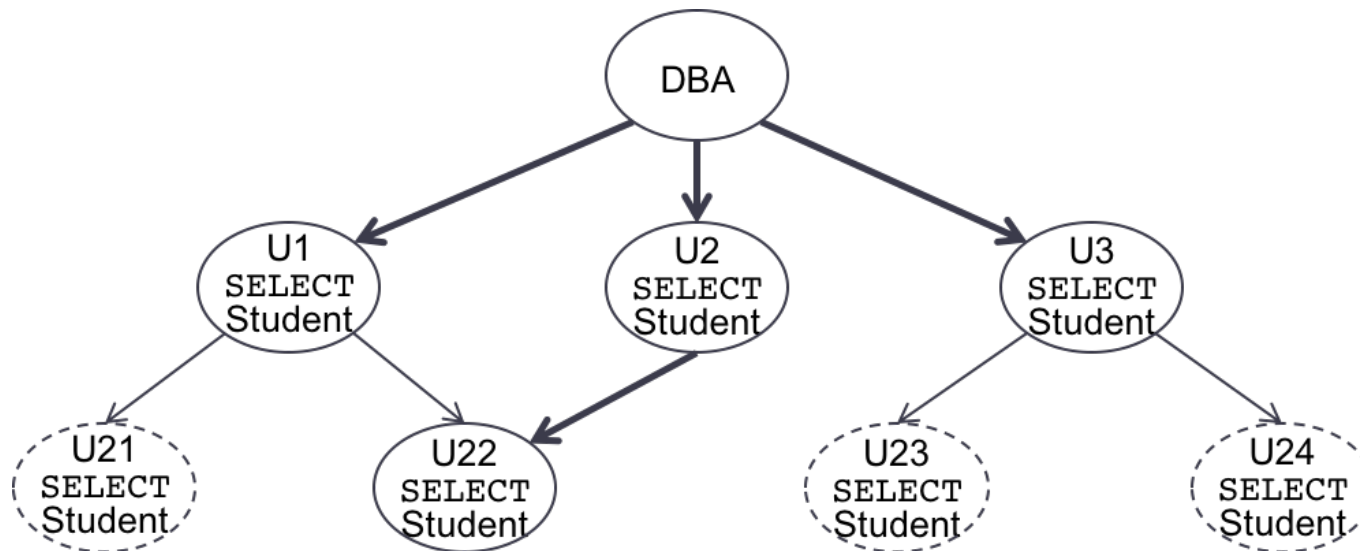 DBA
U1
SELECT
Student
U2
SELECT
Student
U3
SELECT
Student
U21
SELECT
Student
U22
SELECT
Student
U23
SELECT
Student
U24
SELECT
Student